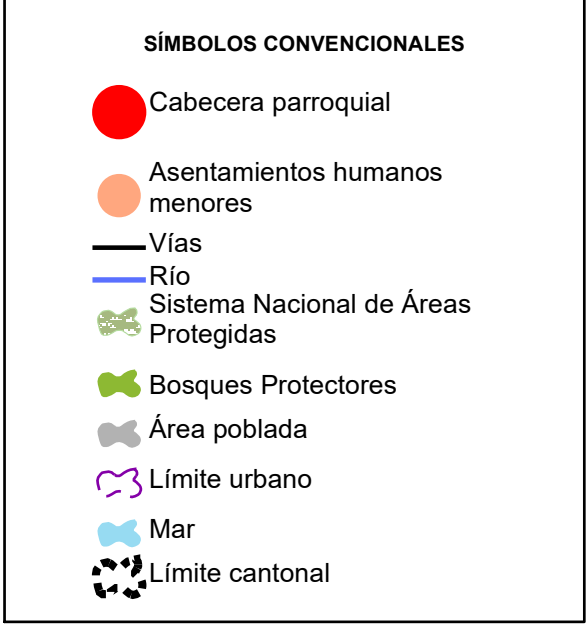 SÍMBOLOS CONVENCIONALES
Cabecera parroquial
Asentamientos humanos
menores
Vías
Río
Sistema Nacional de Áreas
Protegidas
Bosques Protectores
Área poblada
Límite urbano
Mar
Límite cantonal